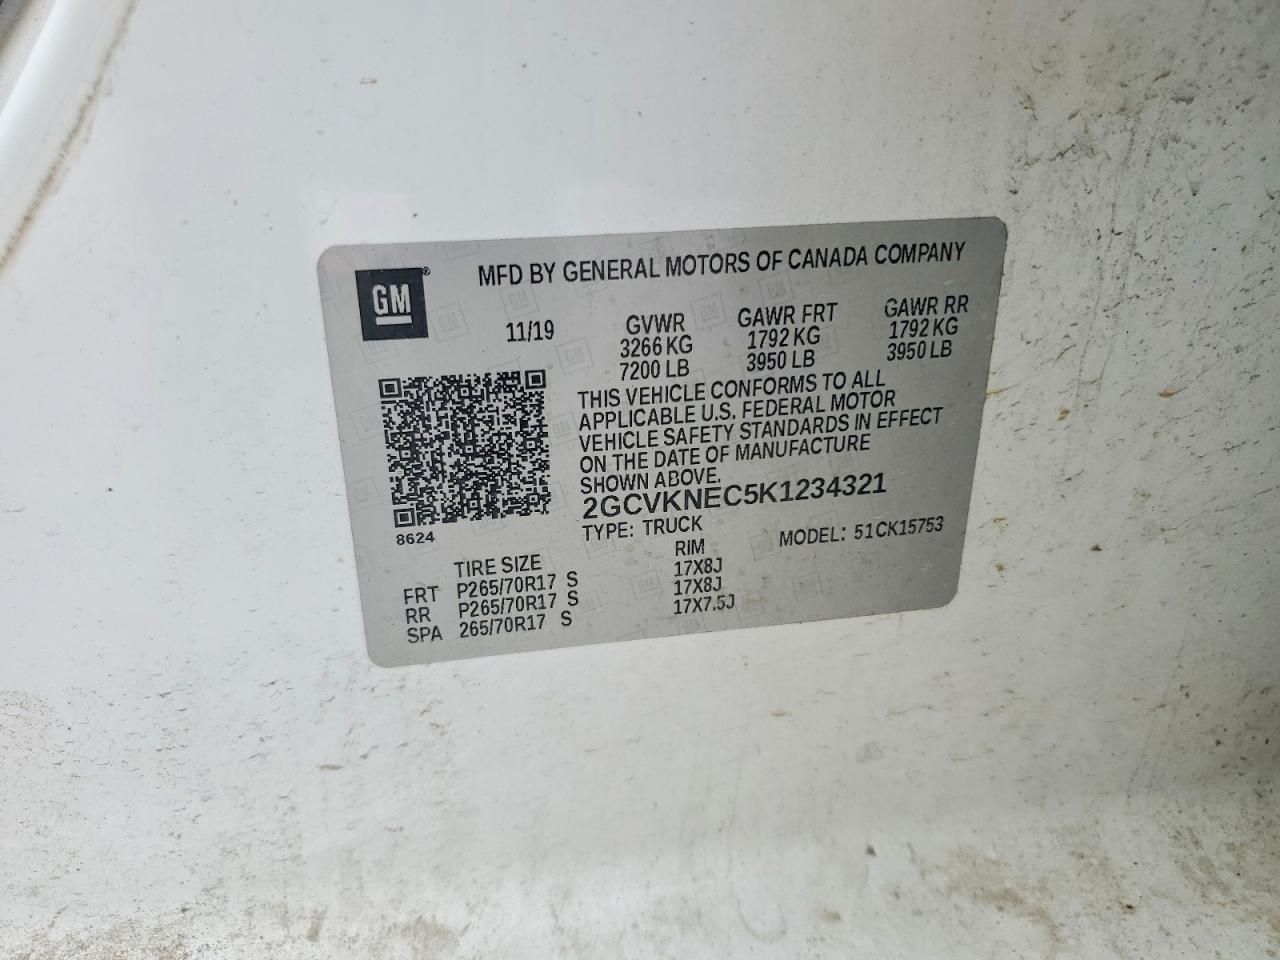 GM®
MFD BY GENERAL MOTORS OF CANADA COMPANY
11/19
GVWR
3266 KG
7200 LB
GAWR FRT
1792 KG
3950 LB
GAWR RR
1792 KG
3950 LB
THIS VEHICLE CONFORMS TO ALL
APPLICABLE U.S. FEDERAL MOTOR
VEHICLE SAFETY STANDARDS IN EFFECT
ON THE DATE OF MANUFACTURE
SHOWN ABOVE.
2GCVKNEC5K1234321
TYPE: TRUCK
MODEL: 51CK15753
8624
TIRE SIZE RIM
FRT P265/70R17 S 17X8J
RR P265/70R17 S 17X8J
SPA 265/70R17 S 17X7.5J